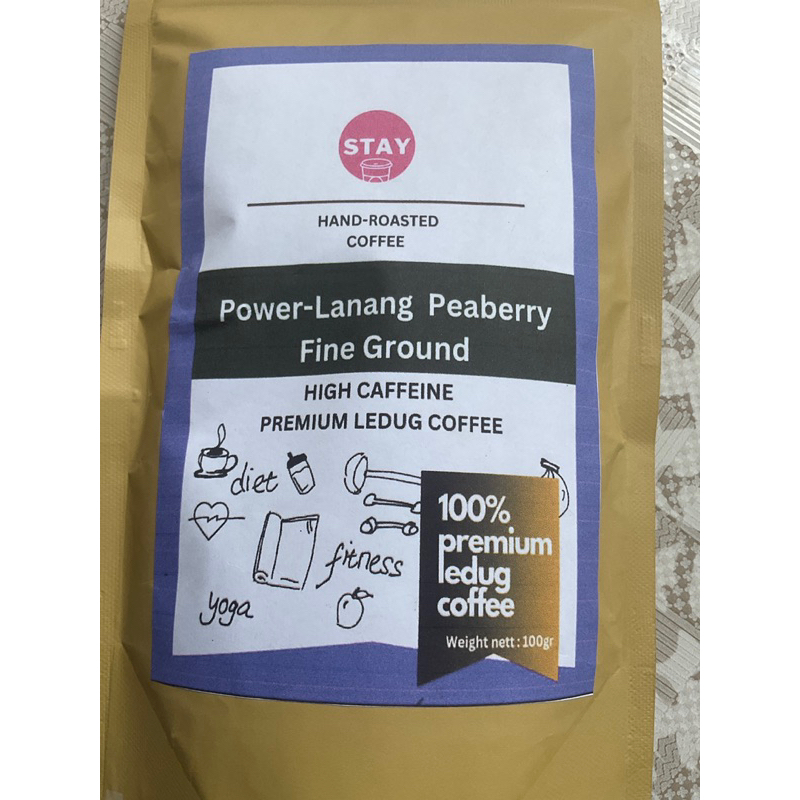 STAY
HAND-ROASTED
COFFEE
Power-Lanang Peaberry
Fine Ground
HIGH CAFFEINE
PREMIUM LEDUG COFFEE
diet
fitness
yoga
100%
premium
ledug
coffee
Weight nett : 100gr